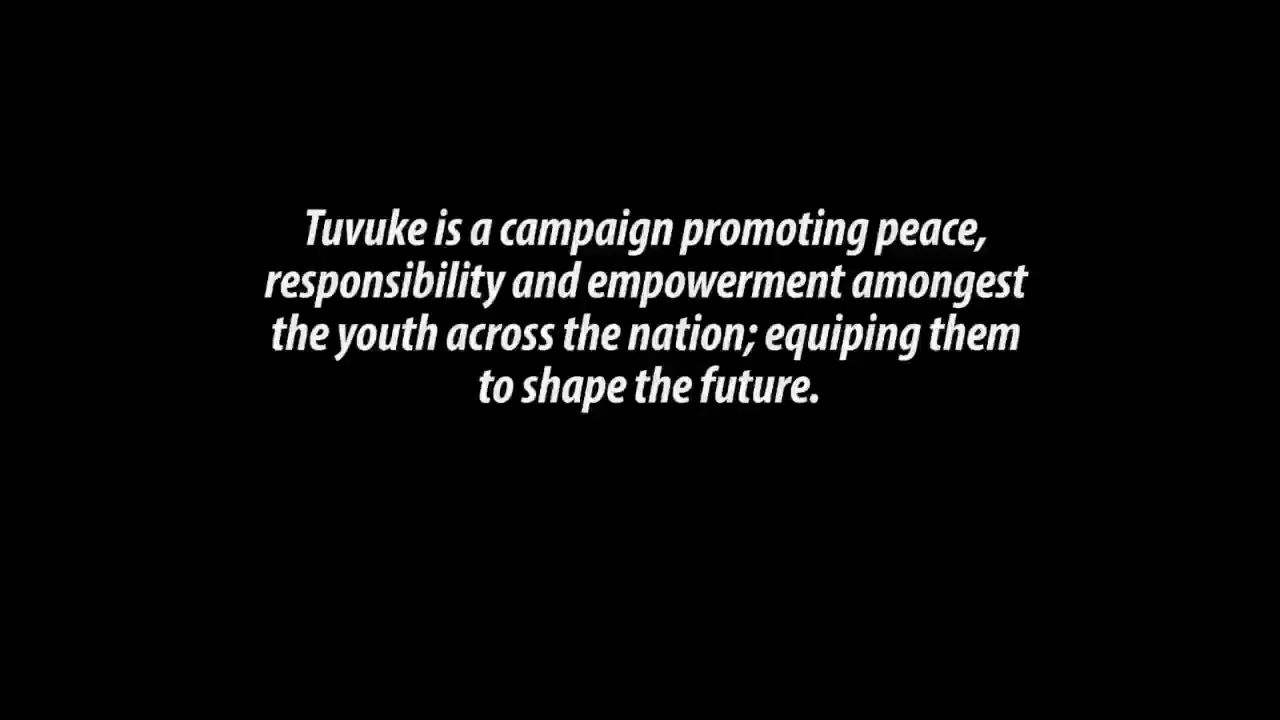 Tuvuke is a campaign promoting peace,
responsibility and empowerment amongest
the youth across the nation; equiping them
to shape the future.